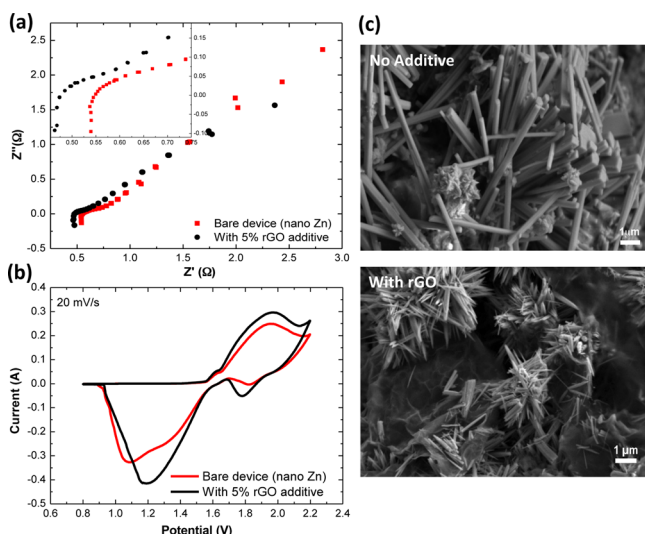 (a)
2.5
2.0
1.5
1.0
0.5
0.0
0.5
Z''(Ω)
0.15
0.10
0.05
0.00
-0.05
-0.10
0.45 0.50 0.55 0.60 0.65 0.70 0.75
Bare device (nano Zn)
With 5% rGO additive
0.5 1.0 1.5 2.0 2.5 3.0
Z' (Ω)
(b)
20 mV/s
0.4
0.3
0.2
0.1
0.0
-0.1
-0.2
-0.3
-0.4
-0.5
Current (A)
Bare device (nano Zn)
With 5% rGO additive
0.6 0.8 1.0 1.2 1.4 1.6 1.8 2.0 2.2 2.4
Potential (V)
(c)
No Additive
1µm
With rGO
1 µm